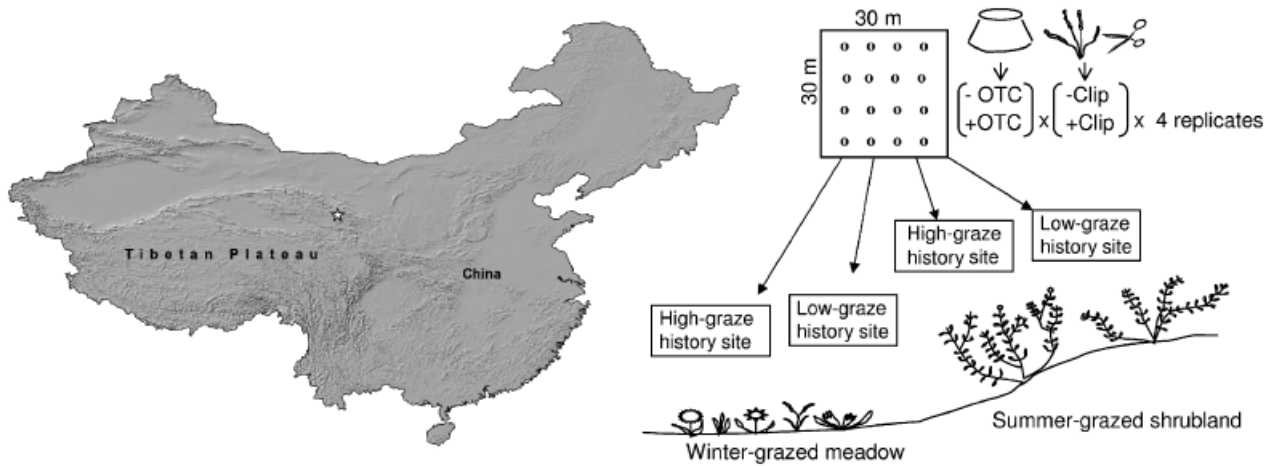 Tibetan Plateau
China
30 m
30 m
- OTC
+OTC
x
-Clip
+Clip
x 4 replicates
High-graze
history site
Low-graze
history site
High-graze
history site
Low-graze
history site
Winter-grazed meadow
Summer-grazed shrubland